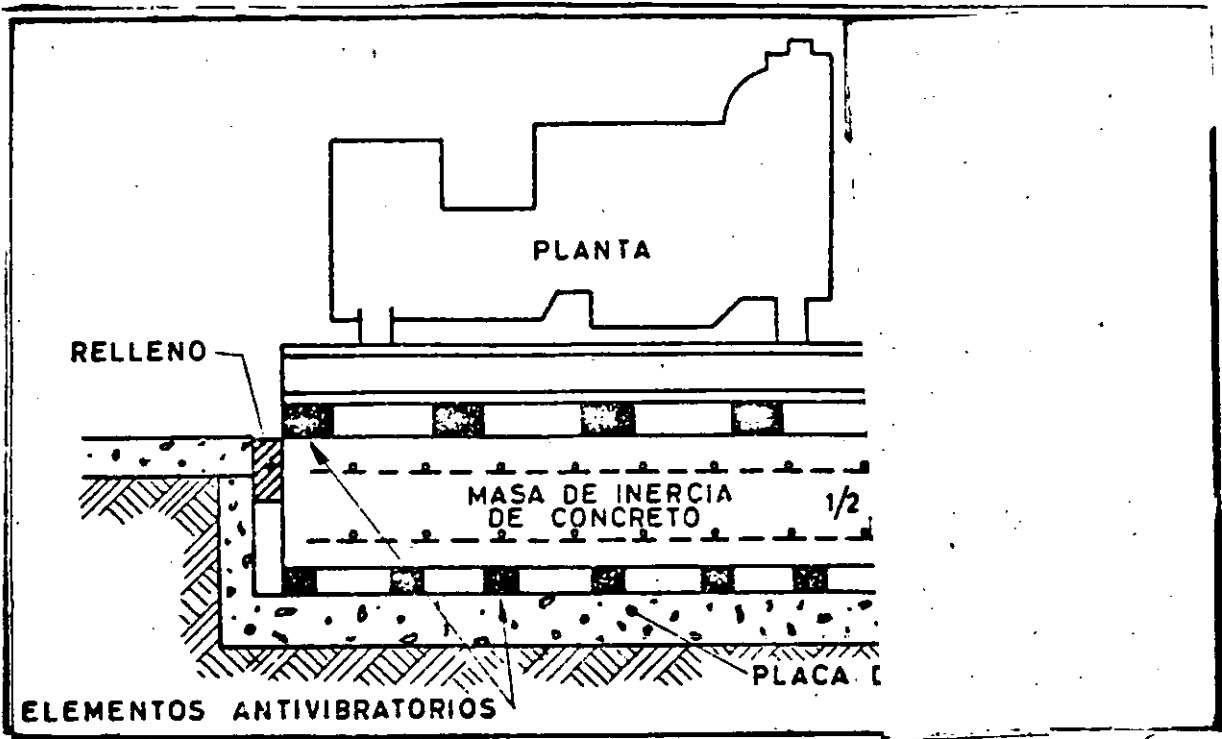 PLANTA
RELLENO
MASA DE INERCIA
DE CONCRETO
1/2
PLACA
ELEMENTOS ANTIVIBRATORIOS